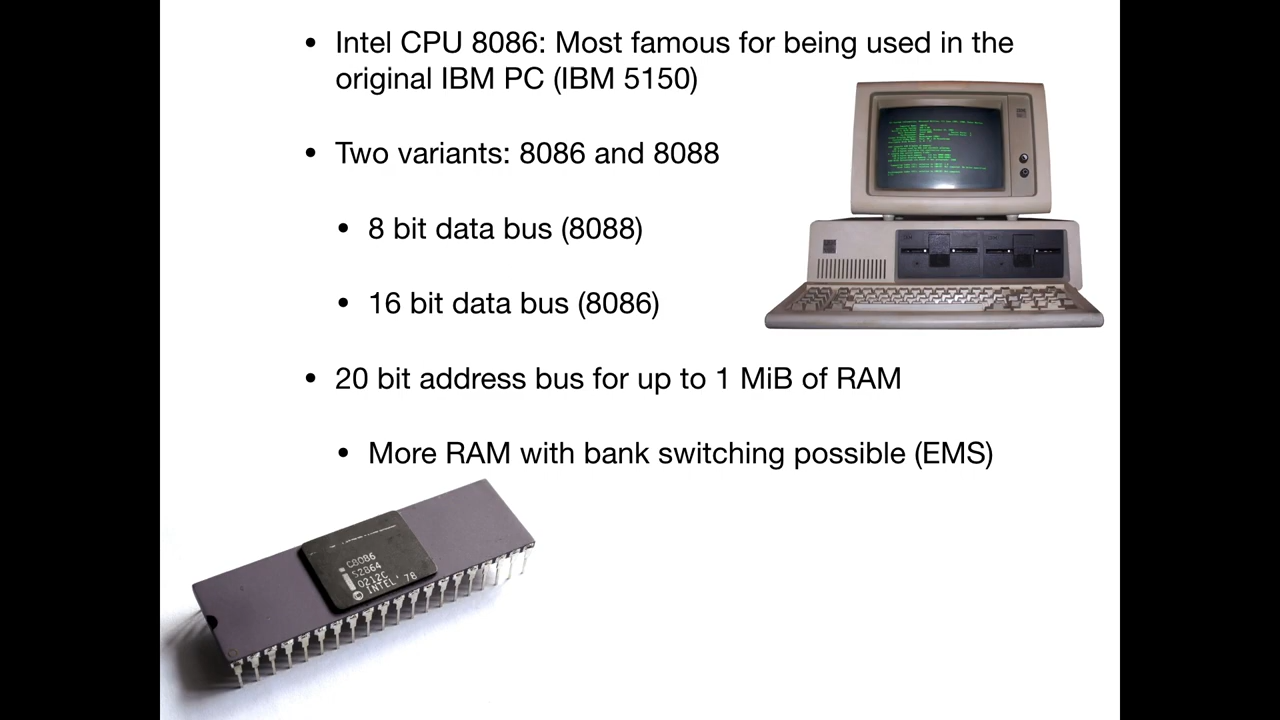 • Intel CPU 8086: Most famous for being used in the
original IBM PC (IBM 5150)
• Two variants: 8086 and 8088
• 8 bit data bus (8088)
• 16 bit data bus (8086)
• 20 bit address bus for up to 1 MiB of RAM
• More RAM with bank switching possible (EMS)
C8086
S2864
0212C
© INTEL '78